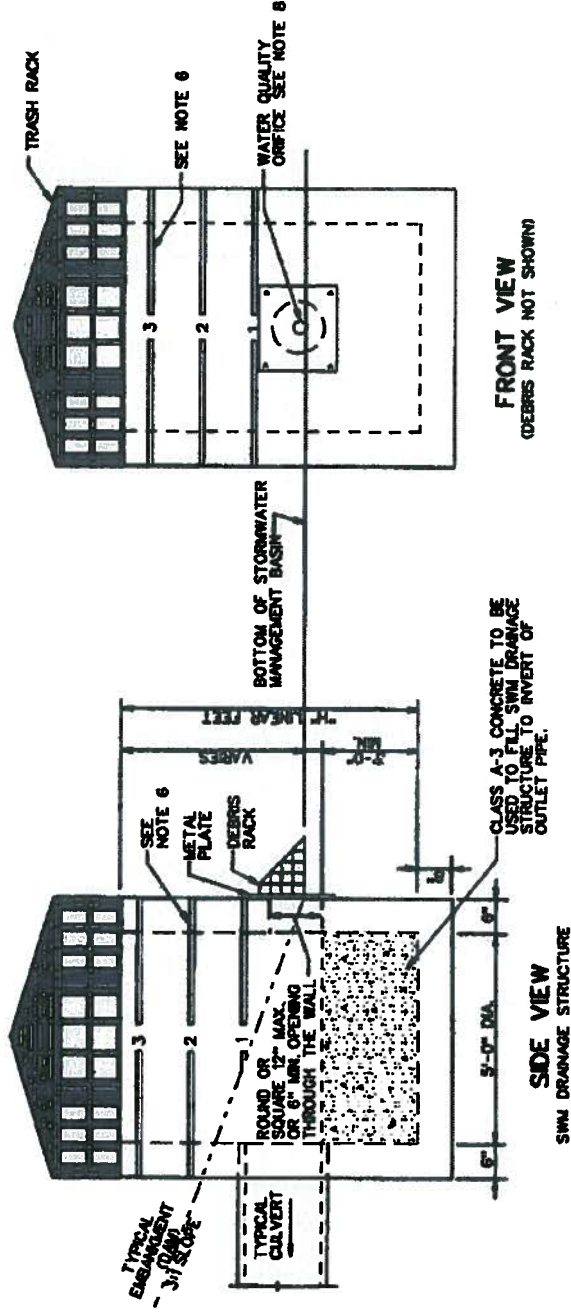 TYPICAL
EMBANKMENT
(DAM)
3:1 SLOPE
3
2
1
SEE
NOTE 6
METAL
PLATE
DEBRIS
RACK
ROUND OR
SQUARE 12" MAX.
OR 6" MIN. OPENING
THROUGH THE WALL
TYPICAL
CULVERT
"H" LINEAR FEET
VARIES
MIN.
6"
5'-0" DIA.
6"
CLASS A-3 CONCRETE TO BE
USED TO FILL SWM DRAINAGE
STRUCTURE TO INVERT OF
OUTLET PIPE.
SIDE VIEW
SWM DRAINAGE STRUCTURE
BOTTOM OF STORMWATER
MANAGEMENT BASIN
TRASH RACK
SEE NOTE 6
3
2
1
WATER QUALITY
ORIFICE SEE NOTE 8
FRONT VIEW
(DEBRIS RACK NOT SHOWN)